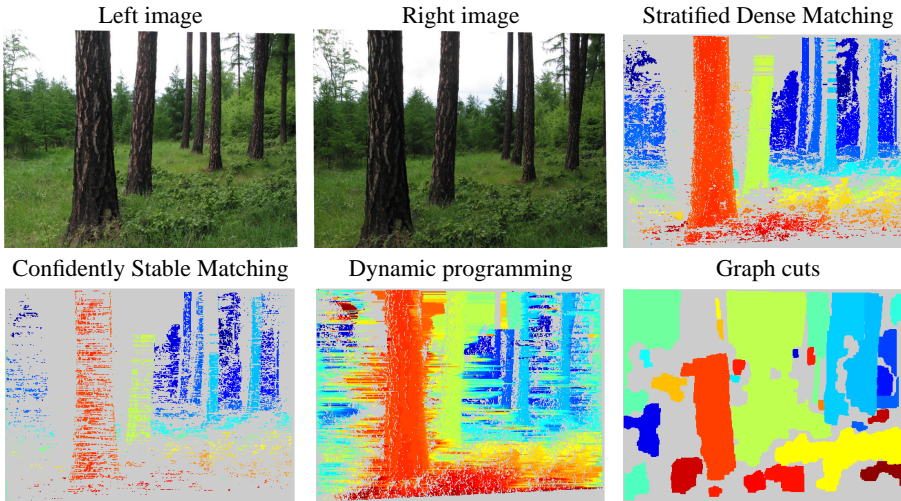 Left image
Right image
Stratified Dense Matching
Confidently Stable Matching
Dynamic programming
Graph cuts